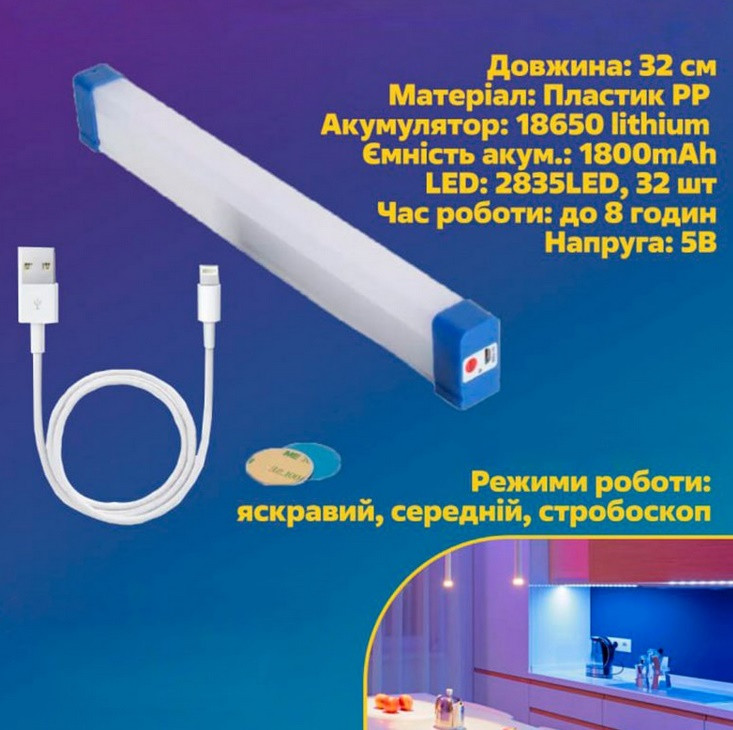 Довжина: 32 см
Матеріал: Пластик PP
Акумулятор: 18650 lithium
Ємність акум.: 1800mAh
LED: 2835LED, 32 шт
Час роботи: до 8 годин
Напруга: 5В
Режими роботи:
яскравий, середній, стробоскоп